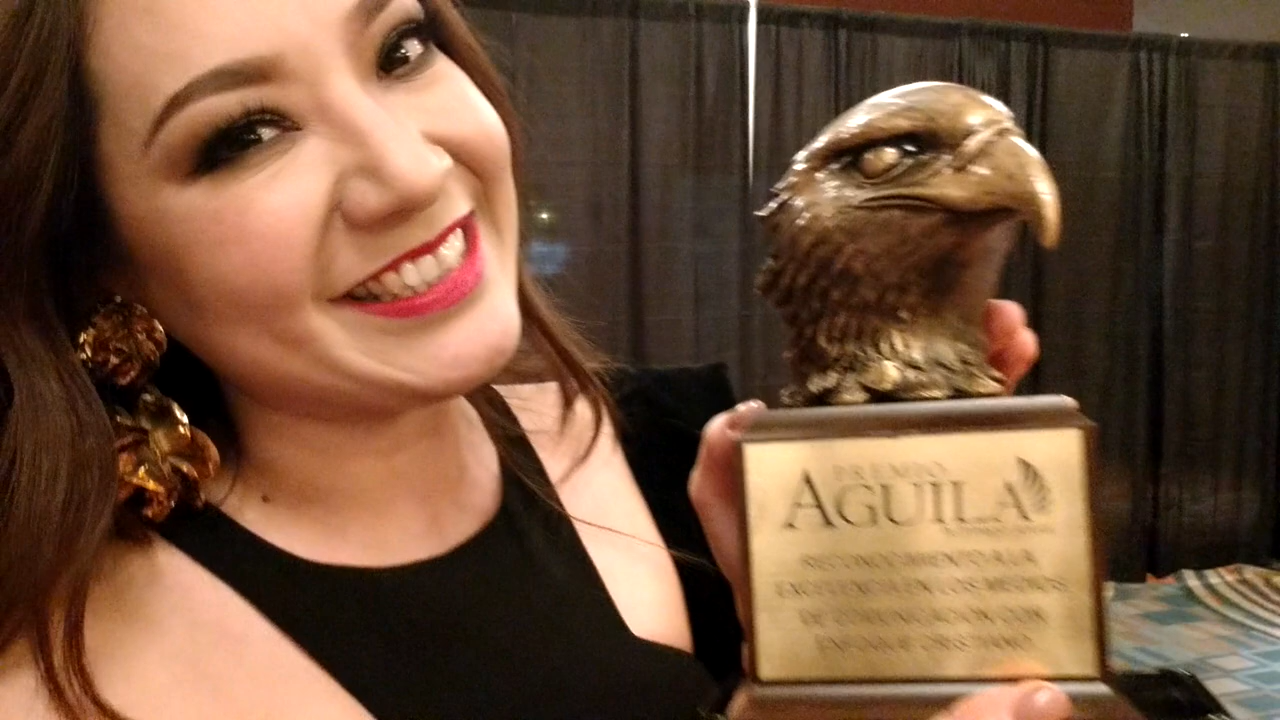 PREMIO
AGUILA
RECONOCIMIENTO A LA
EXCELENCIA EN LOS MEDIOS
DE COMUNICACION CON
ENFOQUE CRISTIANO